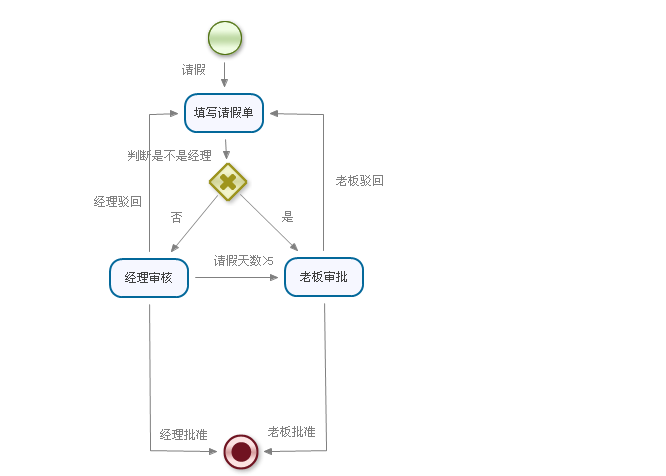 请假
填写请假单
判断是不是经理
老板驳回
经理驳回
否
是
请假天数>5
经理审核
老板审批
经理批准
老板批准